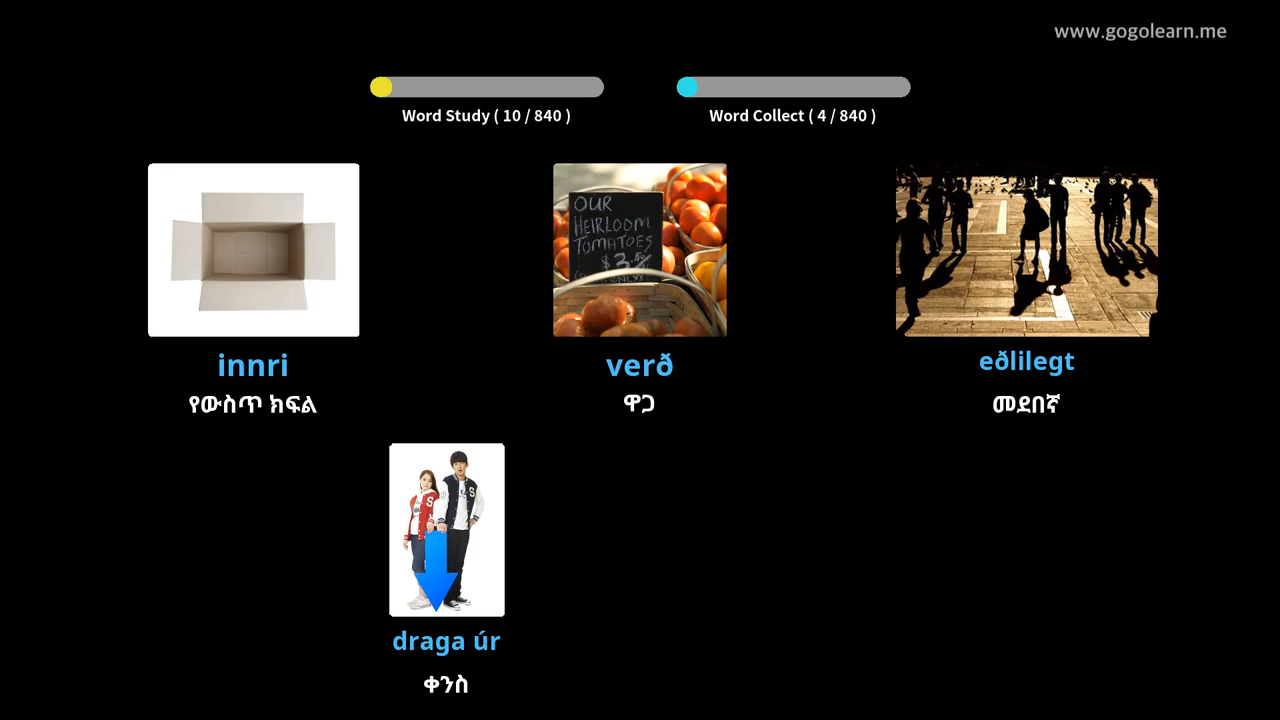 www.gogolearn.me
Word Study ( 10 / 840 )
Word Collect ( 4 / 840 )
OUR
HEIRLOOM
TOMATOES
$3.
innri
verð
eðlilegt
የውስጥ ክፍል
ዋጋ
መደበኛ
S
S
draga úr
ቀንስ